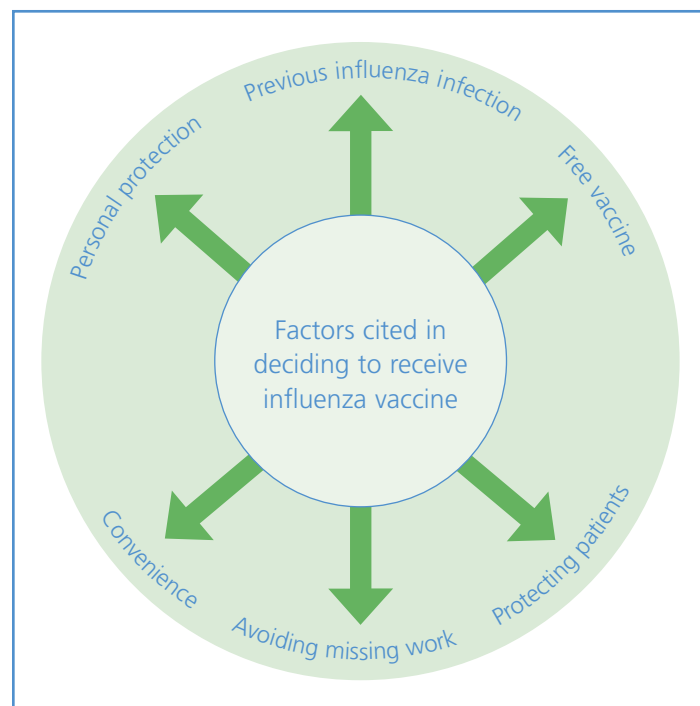 Previous influenza infection
Personal protection
Free vaccine
Factors cited in
deciding to receive
influenza vaccine
Convenience
Protecting patients
Avoiding missing work